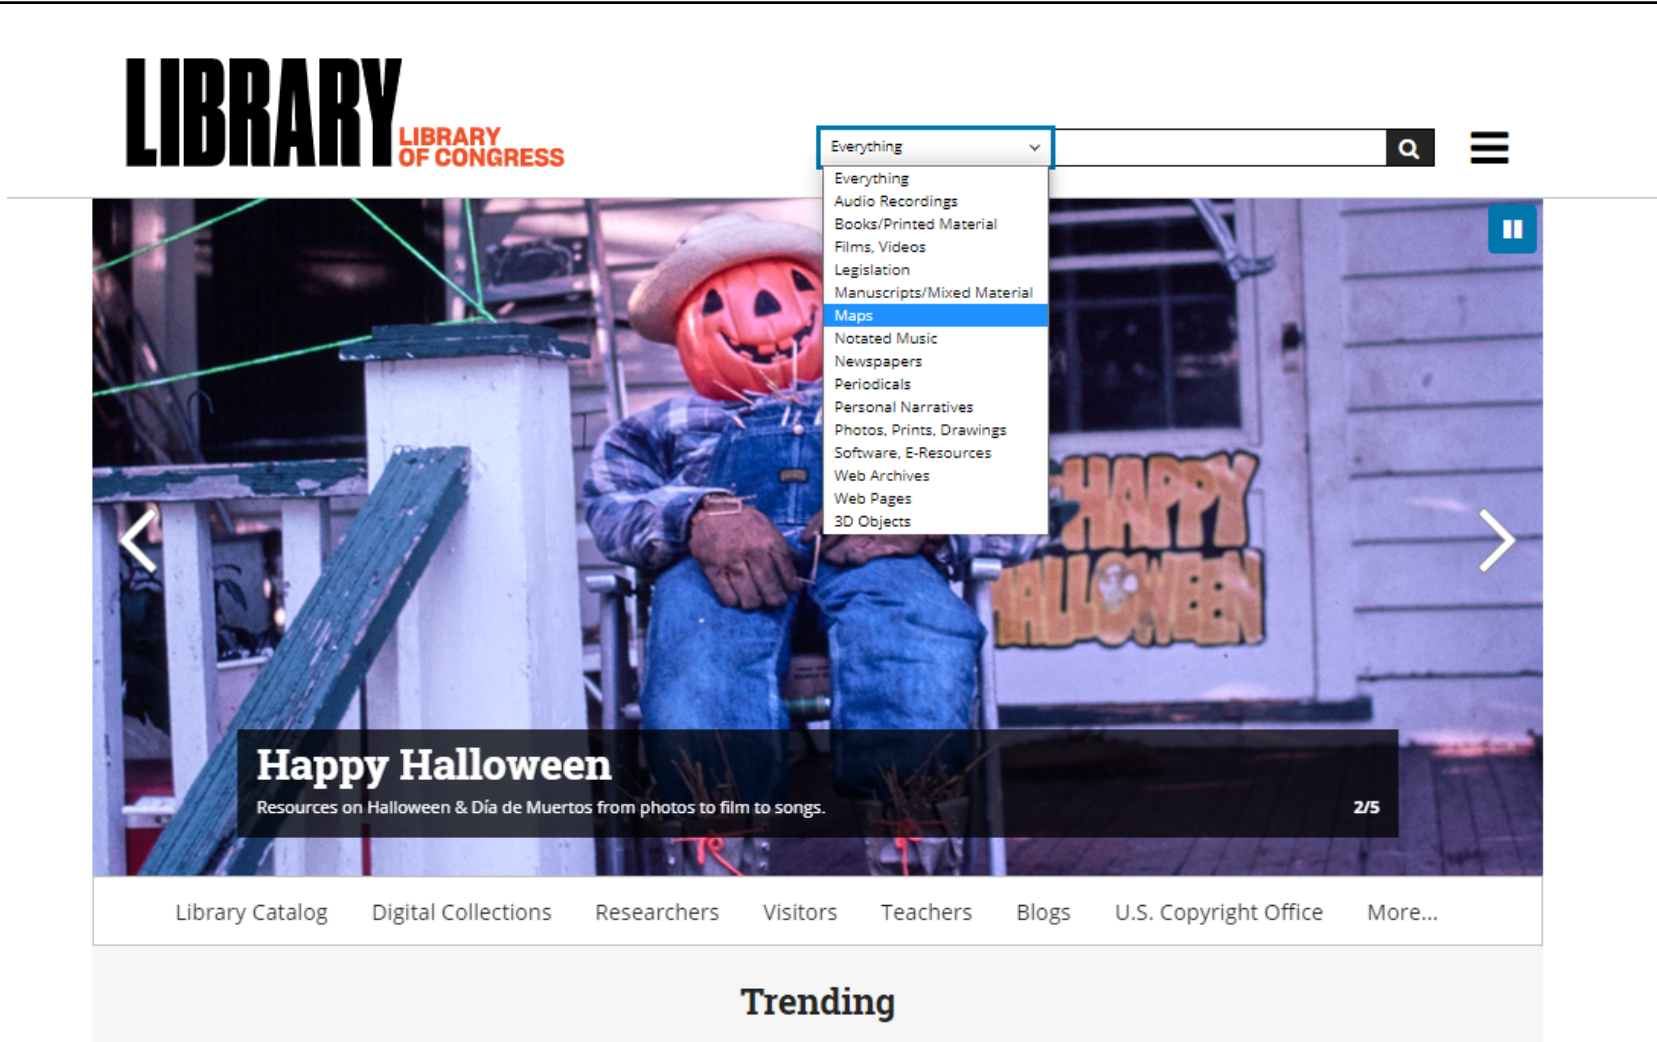 LIBRARY
LIBRARY
OF CONGRESS
Everything
Everything
Audio Recordings
Books/Printed Material
Films, Videos
Legislation
Manuscripts/Mixed Material
Maps
Notated Music
Newspapers
Periodicals
Personal Narratives
Photos, Prints, Drawings
Software, E-Resources
Web Archives
Web Pages
3D Objects
HAPPY
HALLOWEEN
Happy Halloween
Resources on Halloween & Día de Muertos from photos to film to songs.
2/5
Library Catalog Digital Collections Researchers Visitors Teachers Blogs U.S. Copyright Office More...
Trending